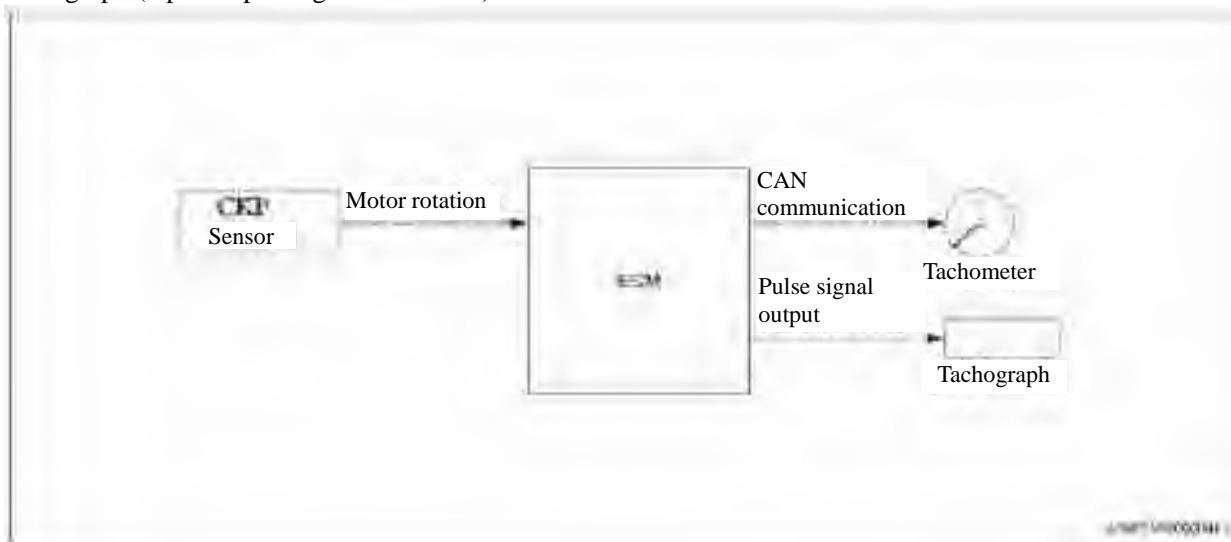 CKP
Sensor
Motor rotation
CAN
communication
Tachometer
Pulse signal
output
Tachograph